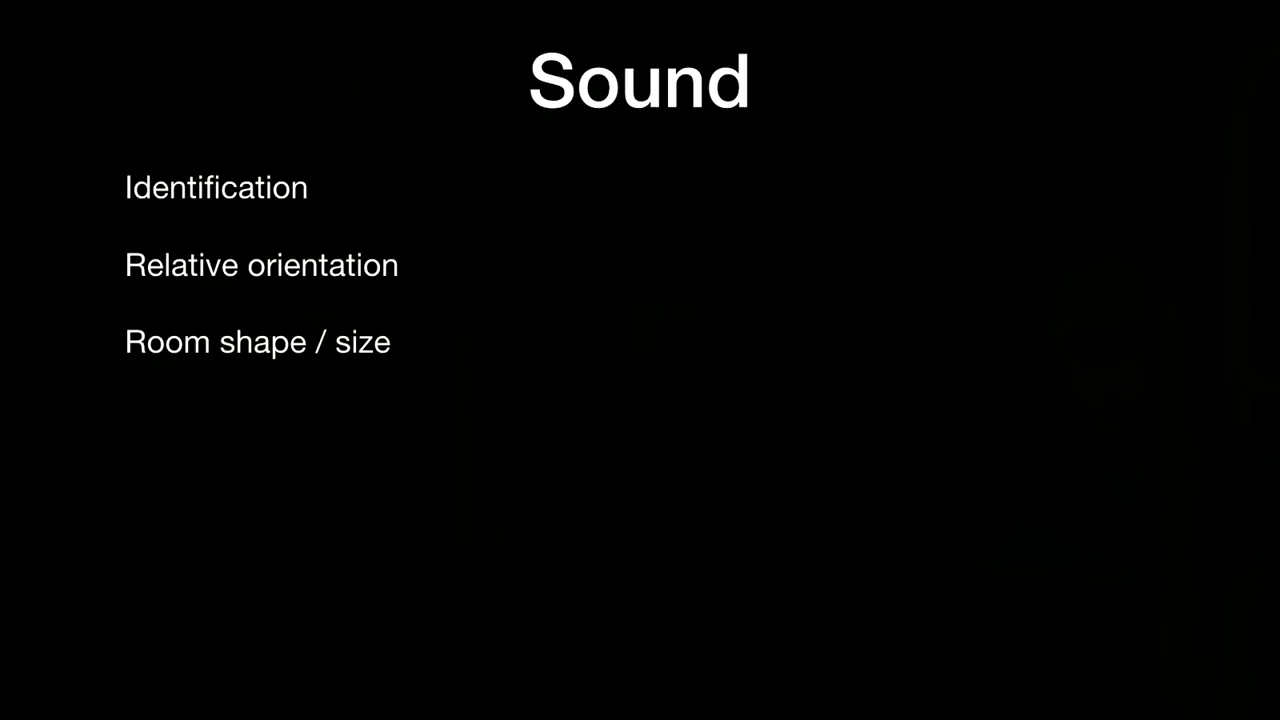 Sound
Identification
Relative orientation
Room shape / size